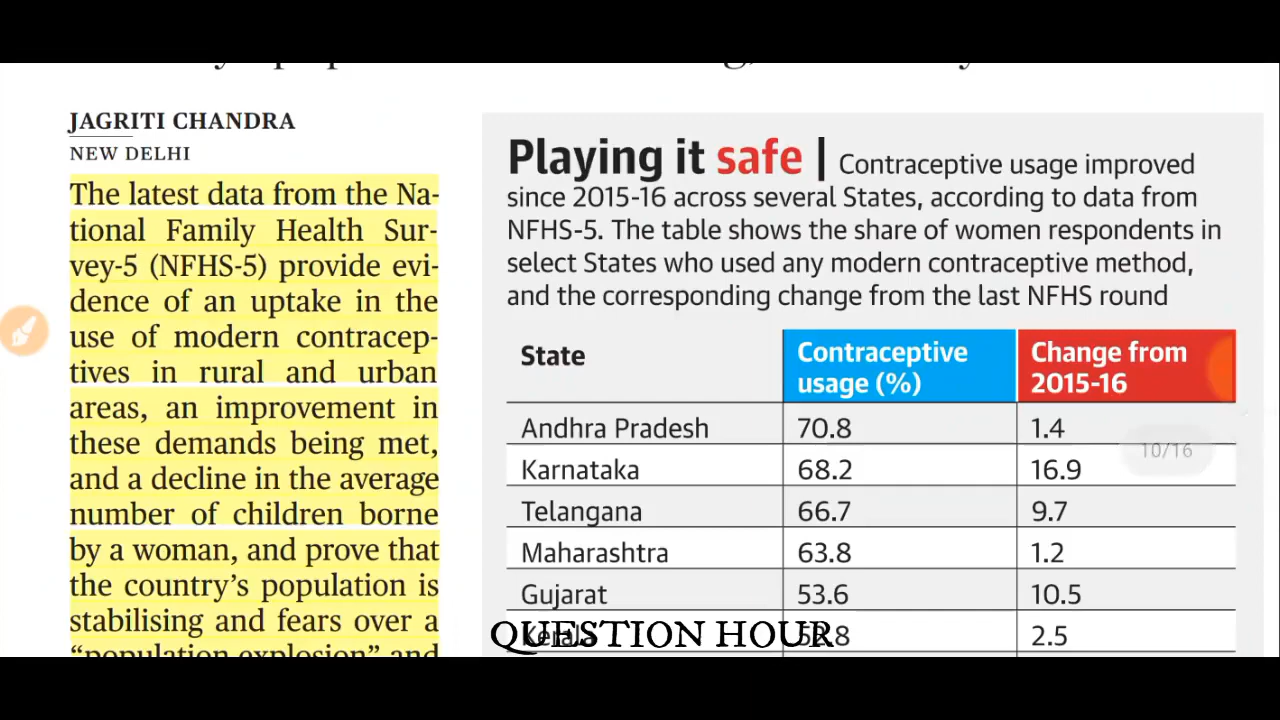 JAGRITI CHANDRA
NEW DELHI
The latest data from the Na-
tional Family Health Sur-
vey-5 (NFHS-5) provide evi-
dence of an uptake in the
use of modern contracep-
tives in rural and urban
areas, an improvement in
these demands being met,
and a decline in the average
number of children borne
by a woman, and prove that
the country's population is
stabilising and fears over a
“population explosion” and
Playing it safe | Contraceptive usage improved
since 2015-16 across several States, according to data from
NFHS-5. The table shows the share of women respondents in
select States who used any modern contraceptive method,
and the corresponding change from the last NFHS round
State Contraceptive usage (%) Change from 2015-16
Andhra Pradesh 70.8 1.4
Karnataka 68.2 16.9
Telangana 66.7 9.7
Maharashtra 63.8 1.2
Gujarat 53.6 10.5
Kerala 2.5
10/16
QUESTION HOUR